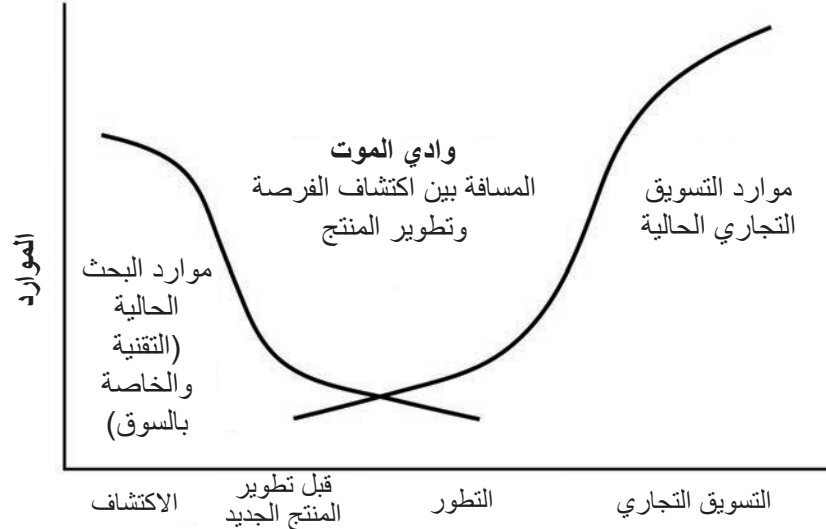 وادي الموت
المسافة بين اكتشاف الفرصة
وتطوير المنتج
موارد التسويق
التجاري الحالية
الموارد
موارد البحث
الحالية
(التقنية
والخاصة
بالسوق)
الاكتشاف
قبل تطوير
المنتج الجديد
التطور
التسويق التجاري